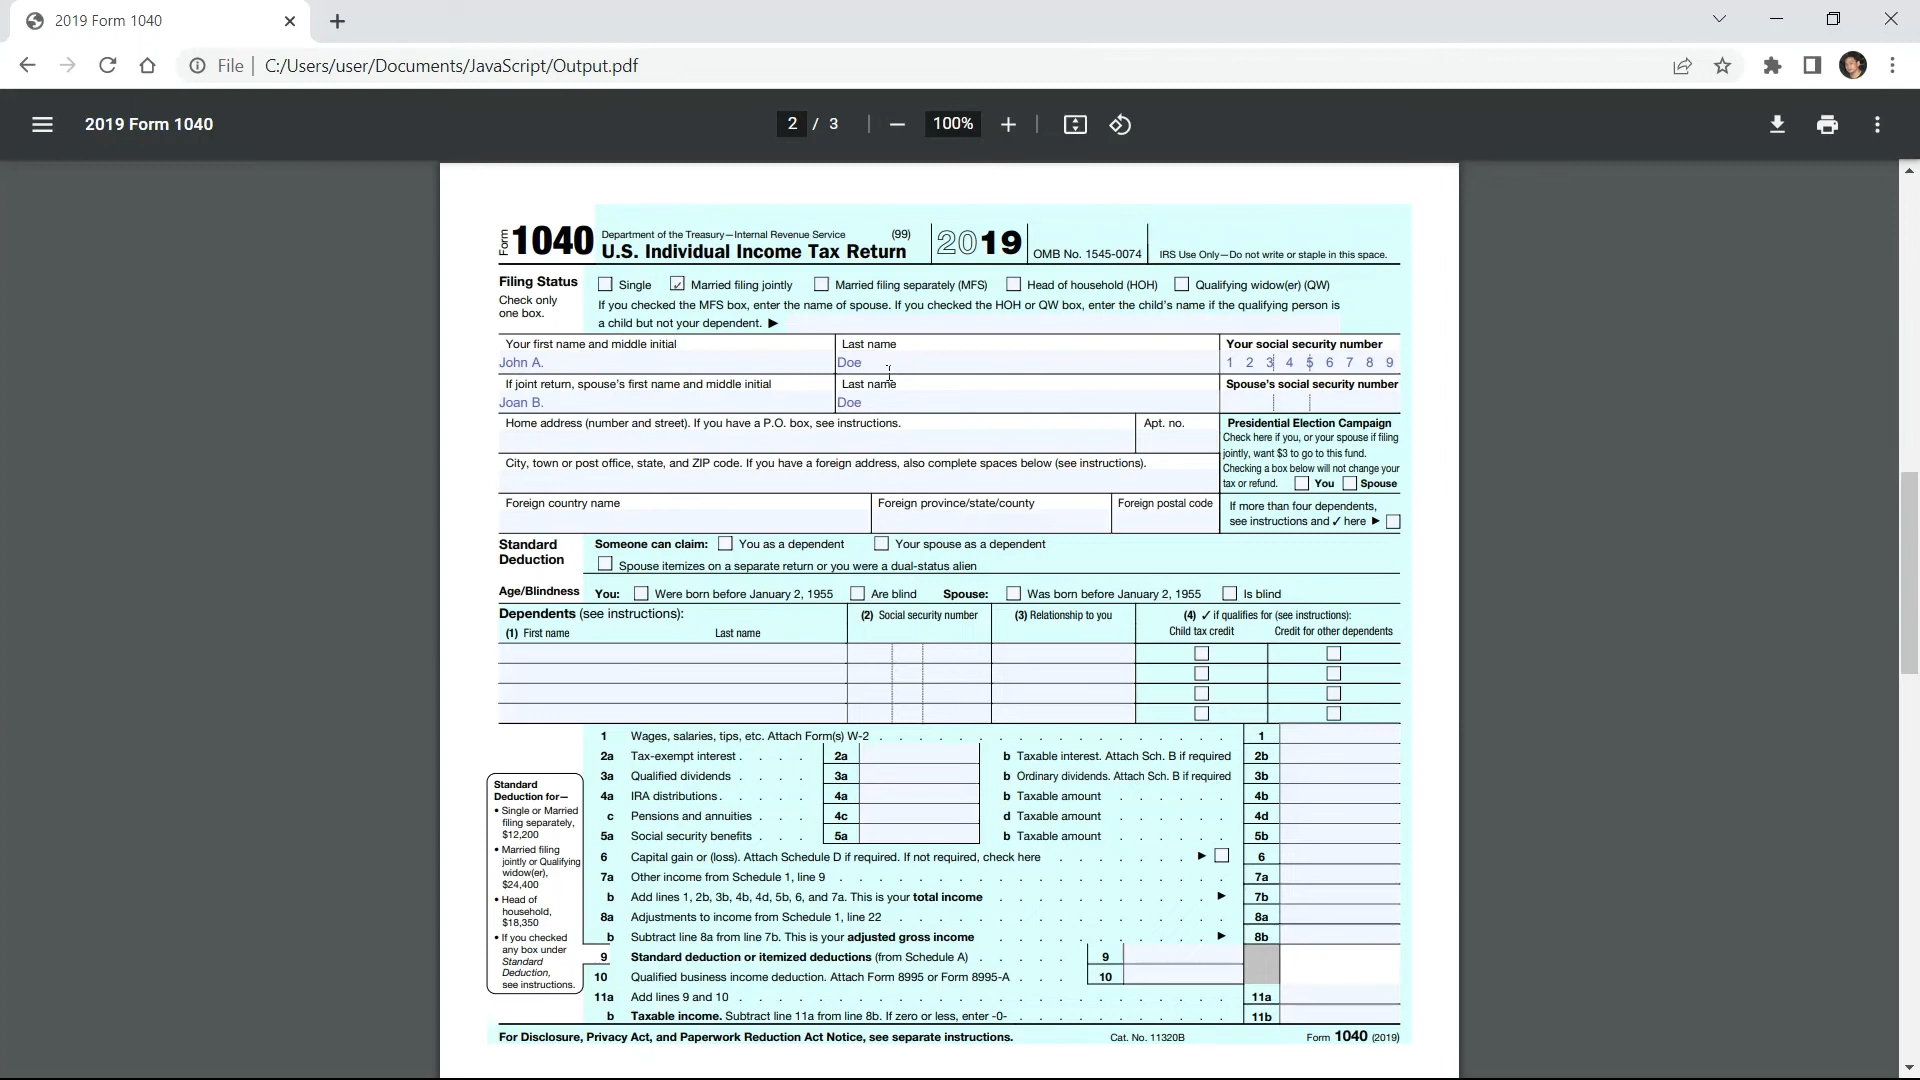 2019 Form 1040
File C:/Users/user/Documents/JavaScript/Output.pdf
2019 Form 1040
2 / 3
100%
Form 1040
Department of the Treasury—Internal Revenue Service (99)
U.S. Individual Income Tax Return
2019
OMB No. 1545-0074
IRS Use Only—Do not write or staple in this space.
Filing Status
Check only
one box.
Single ✓ Married filing jointly Married filing separately (MFS) Head of household (HOH) Qualifying widow(er) (QW)
If you checked the MFS box, enter the name of spouse. If you checked the HOH or QW box, enter the child’s name if the qualifying person is
a child but not your dependent. ▶
Your first name and middle initial Last name Your social security number
John A. Doe 1 2 3 4 5 6 7 8 9
If joint return, spouse’s first name and middle initial Last name Spouse’s social security number
Joan B. Doe
Home address (number and street). If you have a P.O. box, see instructions. Apt. no.
Presidential Election Campaign
Check here if you, or your spouse if filing
jointly, want $3 to go to this fund.
Checking a box below will not change your
tax or refund. You Spouse
City, town or post office, state, and ZIP code. If you have a foreign address, also complete spaces below (see instructions).
Foreign country name Foreign province/state/county Foreign postal code
If more than four dependents,
see instructions and ✓ here ▶
Standard
Deduction
Someone can claim: You as a dependent Your spouse as a dependent
Spouse itemizes on a separate return or you were a dual-status alien
Age/Blindness You: Were born before January 2, 1955 Are blind Spouse: Was born before January 2, 1955 Is blind
Dependents (see instructions): (2) Social security number (3) Relationship to you (4) ✓ if qualifies for (see instructions):
(1) First name Last name Child tax credit Credit for other dependents
1 Wages, salaries, tips, etc. Attach Form(s) W-2 1
2a Tax-exempt interest 2a b Taxable interest. Attach Sch. B if required 2b
3a Qualified dividends 3a b Ordinary dividends. Attach Sch. B if required 3b
4a IRA distributions 4a b Taxable amount 4b
c Pensions and annuities 4c d Taxable amount 4d
5a Social security benefits 5a b Taxable amount 5b
6 Capital gain or (loss). Attach Schedule D if required. If not required, check here ▶ 6
7a Other income from Schedule 1, line 9 7a
b Add lines 1, 2b, 3b, 4b, 4d, 5b, 6, and 7a. This is your total income ▶ 7b
8a Adjustments to income from Schedule 1, line 22 8a
b Subtract line 8a from line 7b. This is your adjusted gross income ▶ 8b
9 Standard deduction or itemized deductions (from Schedule A) 9
10 Qualified business income deduction. Attach Form 8995 or Form 8995-A 10
11a Add lines 9 and 10 11a
b Taxable income. Subtract line 11a from line 8b. If zero or less, enter -0- 11b
Standard
Deduction for—
• Single or Married
filing separately,
$12,200
• Married filing
jointly or Qualifying
widow(er),
$24,400
• Head of
household,
$18,350
• If you checked
any box under
Standard
Deduction,
see instructions.
For Disclosure, Privacy Act, and Paperwork Reduction Act Notice, see separate instructions. Cat. No. 11320B Form 1040 (2019)